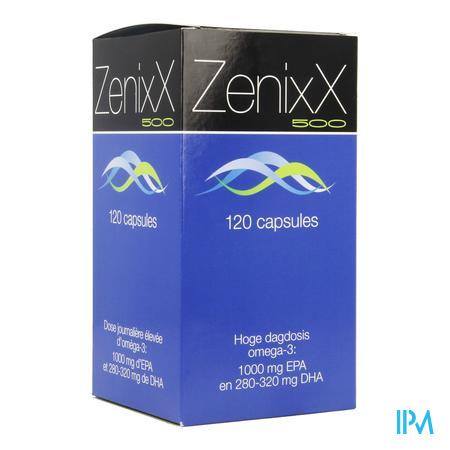 ZenixX
500
120 capsules
Dose journalière élevée
d'oméga-3:
1000 mg d'EPA
et 280-320 mg de DHA
ZenixX
500
120 capsules
Hoge dagdosis
omega-3:
1000 mg EPA
en 280-320 mg DHA
IPM